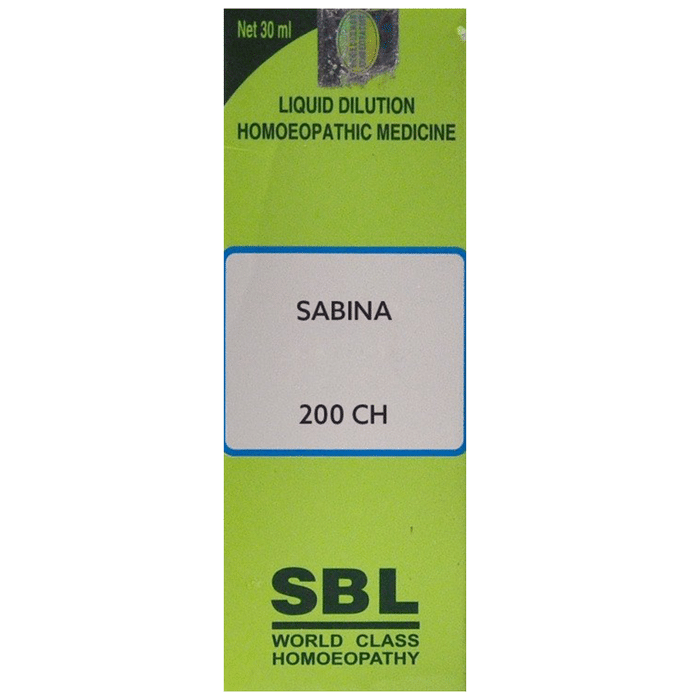 Net 30 ml
LIQUID DILUTION
HOMOEOPATHIC MEDICINE
SABINA
200 CH
SBL
WORLD CLASS
HOMOEOPATHY